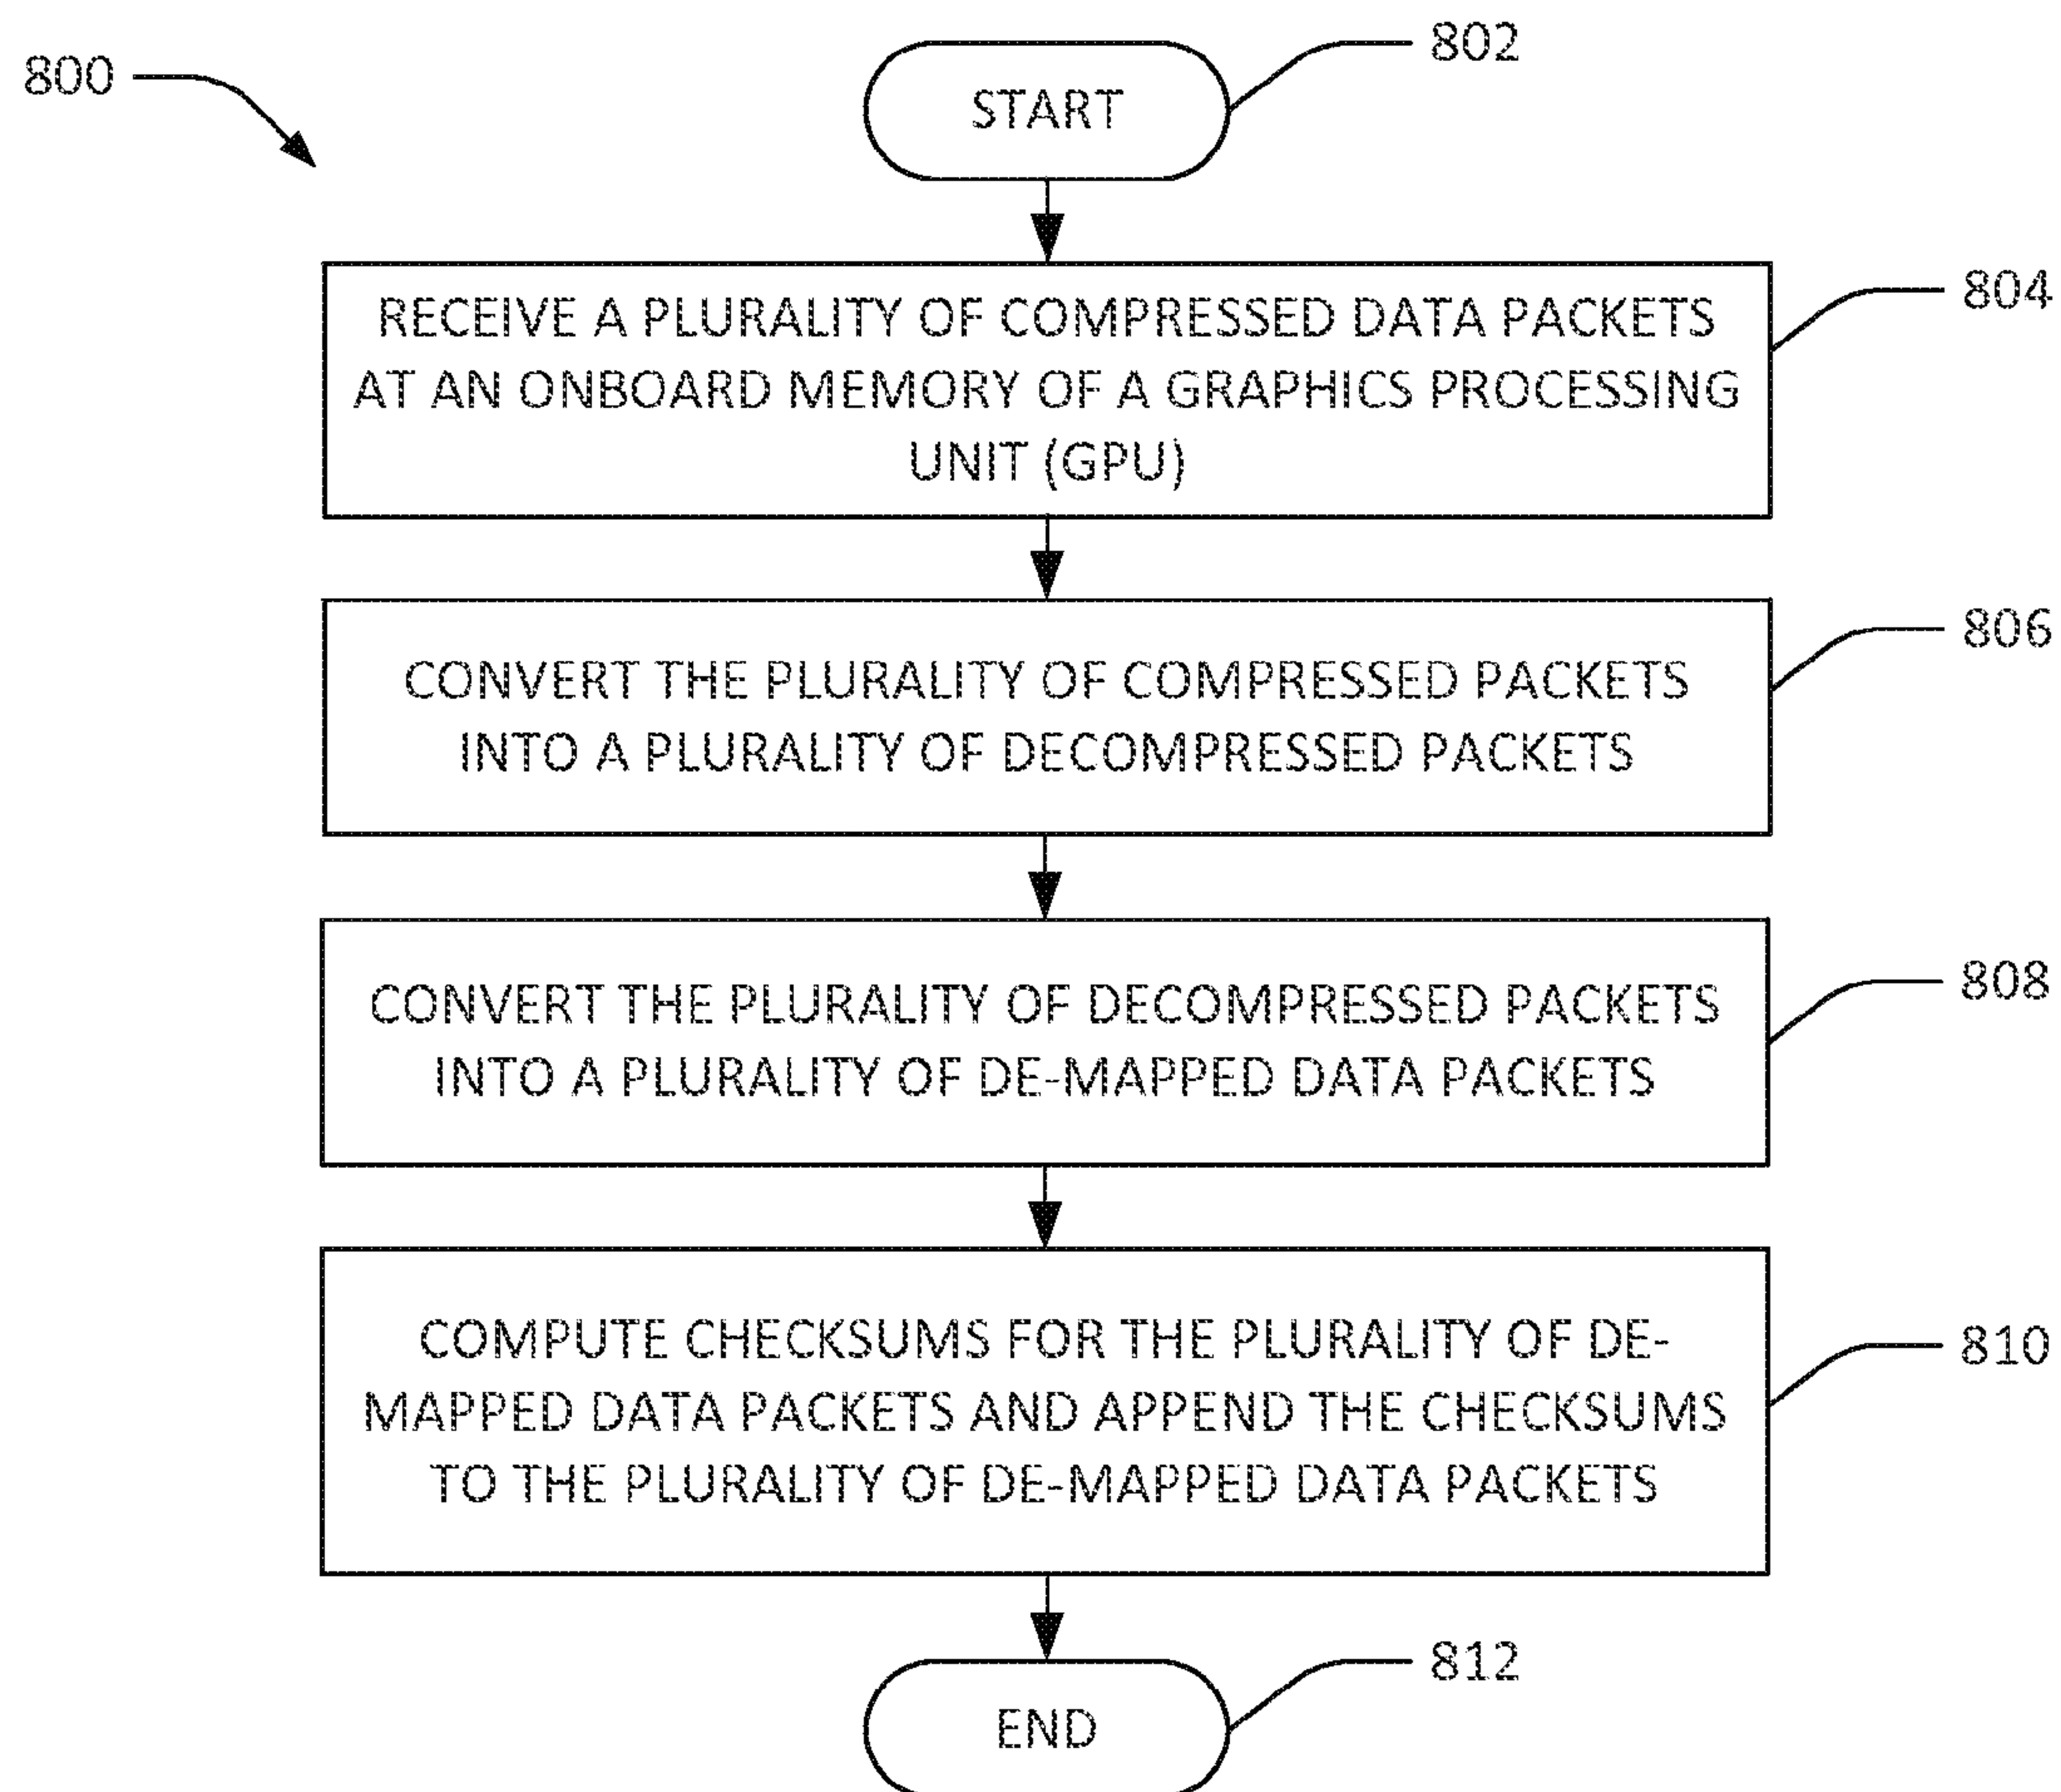 800
802
START
804
RECEIVE A PLURALITY OF COMPRESSED DATA PACKETS
AT AN ONBOARD MEMORY OF A GRAPHICS PROCESSING
UNIT (GPU)
806
CONVERT THE PLURALITY OF COMPRESSED PACKETS
INTO A PLURALITY OF DECOMPRESSED PACKETS
808
CONVERT THE PLURALITY OF DECOMPRESSED PACKETS
INTO A PLURALITY OF DE-MAPPED DATA PACKETS
810
COMPUTE CHECKSUMS FOR THE PLURALITY OF DE-
MAPPED DATA PACKETS AND APPEND THE CHECKSUMS
TO THE PLURALITY OF DE-MAPPED DATA PACKETS
812
END